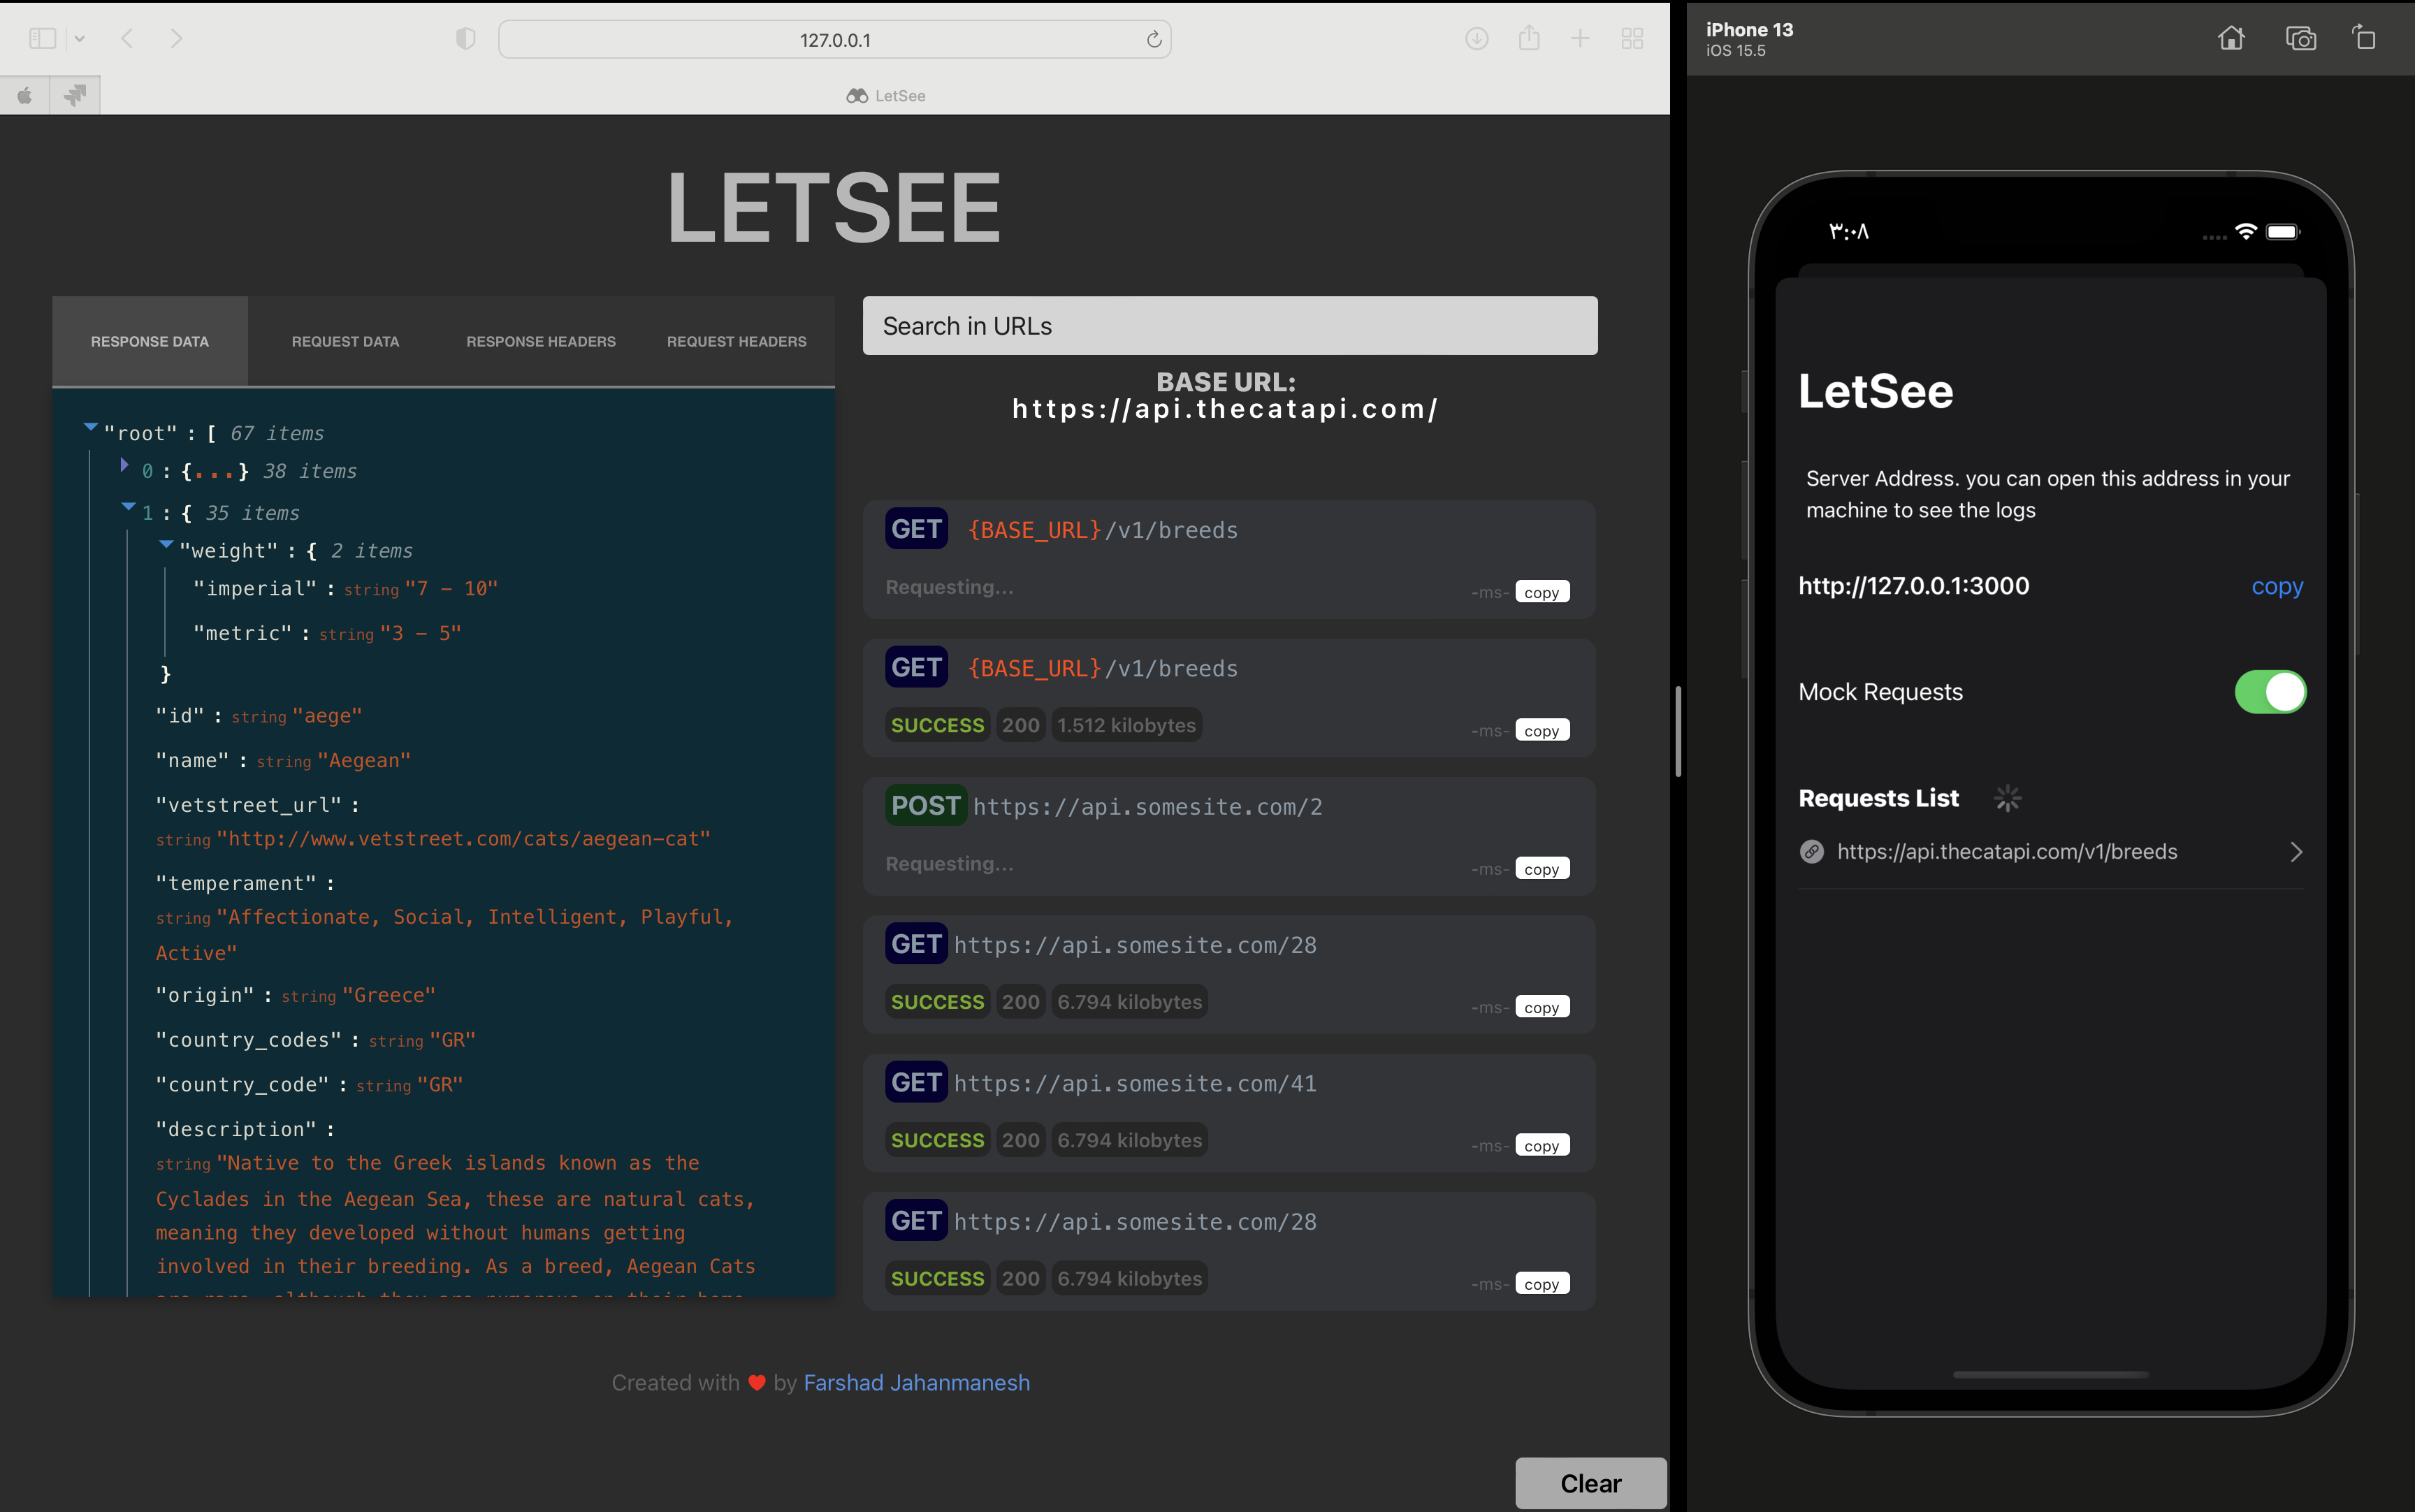 127.0.0.1
LetSee
LETSEE
RESPONSE DATA
REQUEST DATA
RESPONSE HEADERS
REQUEST HEADERS
"root" : [ 67 items
0 : {...} 38 items
1 : { 35 items
"weight" : { 2 items
"imperial" : string "7 - 10"
"metric" : string "3 - 5"
}
"id" : string "aege"
"name" : string "Aegean"
"vetstreet_url" :
string "http://www.vetstreet.com/cats/aegean-cat"
"temperament" :
string "Affectionate, Social, Intelligent, Playful,
Active"
"origin" : string "Greece"
"country_codes" : string "GR"
"country_code" : string "GR"
"description" :
string "Native to the Greek islands known as the
Cyclades in the Aegean Sea, these are natural cats,
meaning they developed without humans getting
involved in their breeding. As a breed, Aegean Cats
Search in URLs
BASE URL:
https://api.thecatapi.com/
GET {BASE_URL}/v1/breeds
Requesting... -ms- copy
GET {BASE_URL}/v1/breeds
SUCCESS 200 1.512 kilobytes -ms- copy
POST https://api.somesite.com/2
Requesting... -ms- copy
GET https://api.somesite.com/28
SUCCESS 200 6.794 kilobytes -ms- copy
GET https://api.somesite.com/41
SUCCESS 200 6.794 kilobytes -ms- copy
GET https://api.somesite.com/28
SUCCESS 200 6.794 kilobytes -ms- copy
Created with ❤️ by Farshad Jahanmanesh
Clear
iPhone 13
iOS 15.5
۳:۰۸
LetSee
Server Address. you can open this address in your
machine to see the logs
http://127.0.0.1:3000 copy
Mock Requests
Requests List
https://api.thecatapi.com/v1/breeds